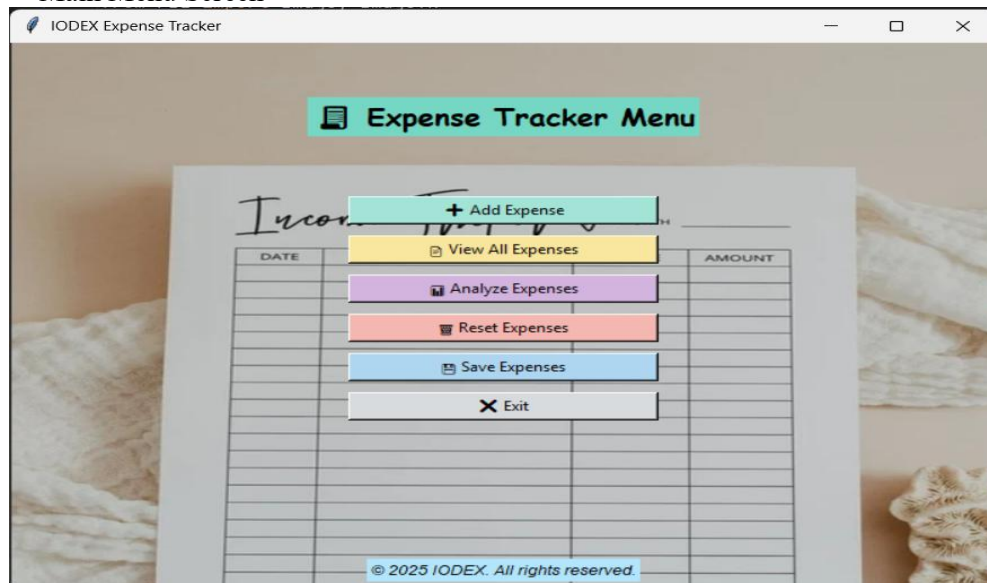 IODEX Expense Tracker
Expense Tracker Menu
Add Expense
DATE
View All Expenses
AMOUNT
Analyze Expenses
Reset Expenses
Save Expenses
Exit
© 2025 IODEX. All rights reserved.